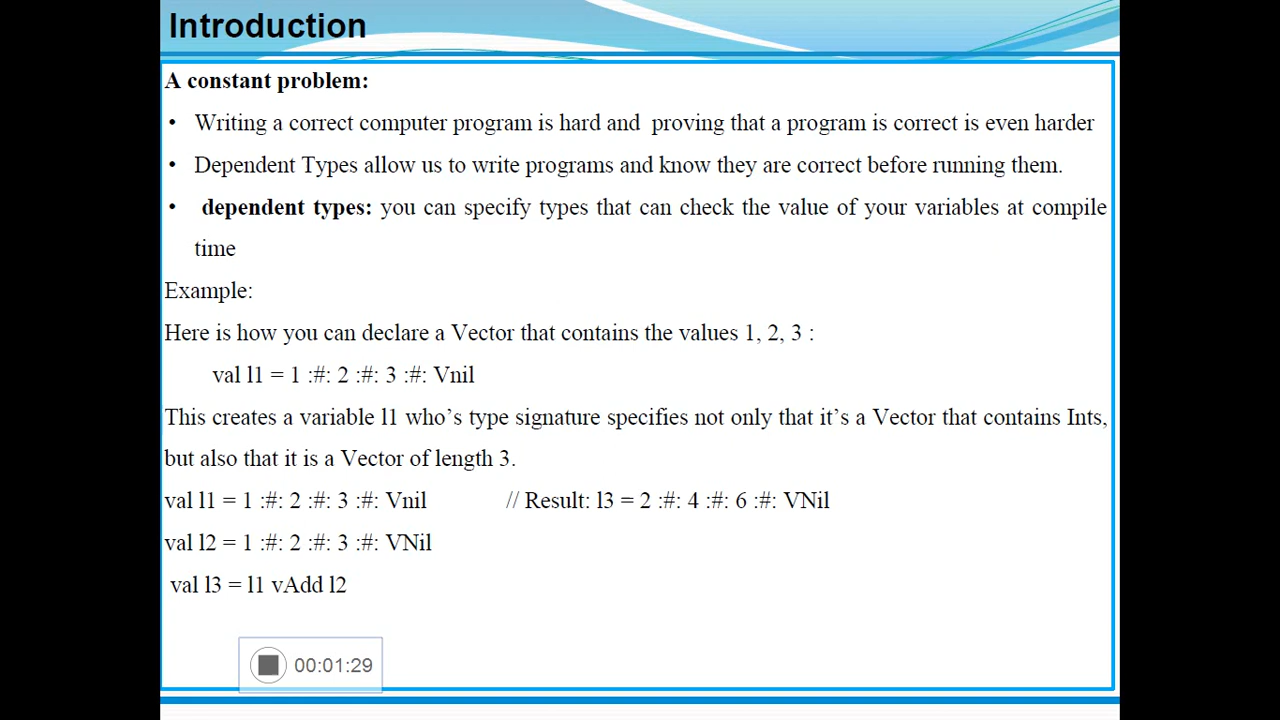 Introduction
A constant problem:
• Writing a correct computer program is hard and  proving that a program is correct is even harder
• Dependent Types allow us to write programs and know they are correct before running them.
• dependent types: you can specify types that can check the value of your variables at compile
time
Example:
Here is how you can declare a Vector that contains the values 1, 2, 3 :
val l1 = 1 :#: 2 :#: 3 :#: Vnil
This creates a variable l1 who’s type signature specifies not only that it’s a Vector that contains Ints,
but also that it is a Vector of length 3.
val l1 = 1 :#: 2 :#: 3 :#: Vnil // Result: l3 = 2 :#: 4 :#: 6 :#: VNil
val l2 = 1 :#: 2 :#: 3 :#: VNil
val l3 = l1 vAdd l2
00:01:29